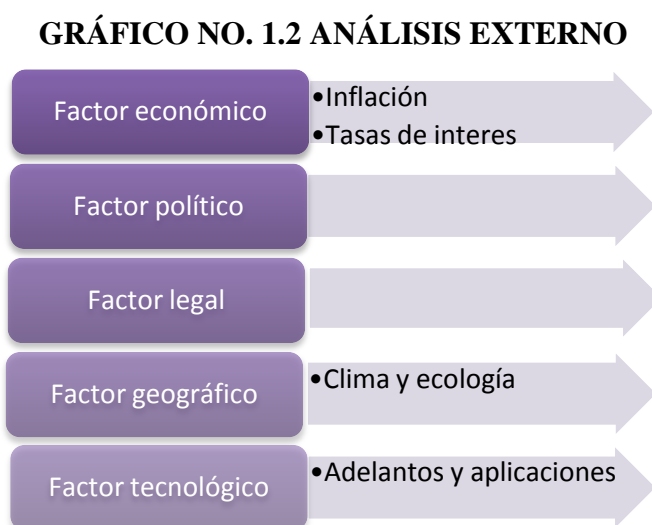 GRÁFICO NO. 1.2 ANÁLISIS EXTERNO
Factor económico
•Inflación
•Tasas de interes
Factor político
Factor legal
Factor geográfico
•Clima y ecología
Factor tecnológico
•Adelantos y aplicaciones